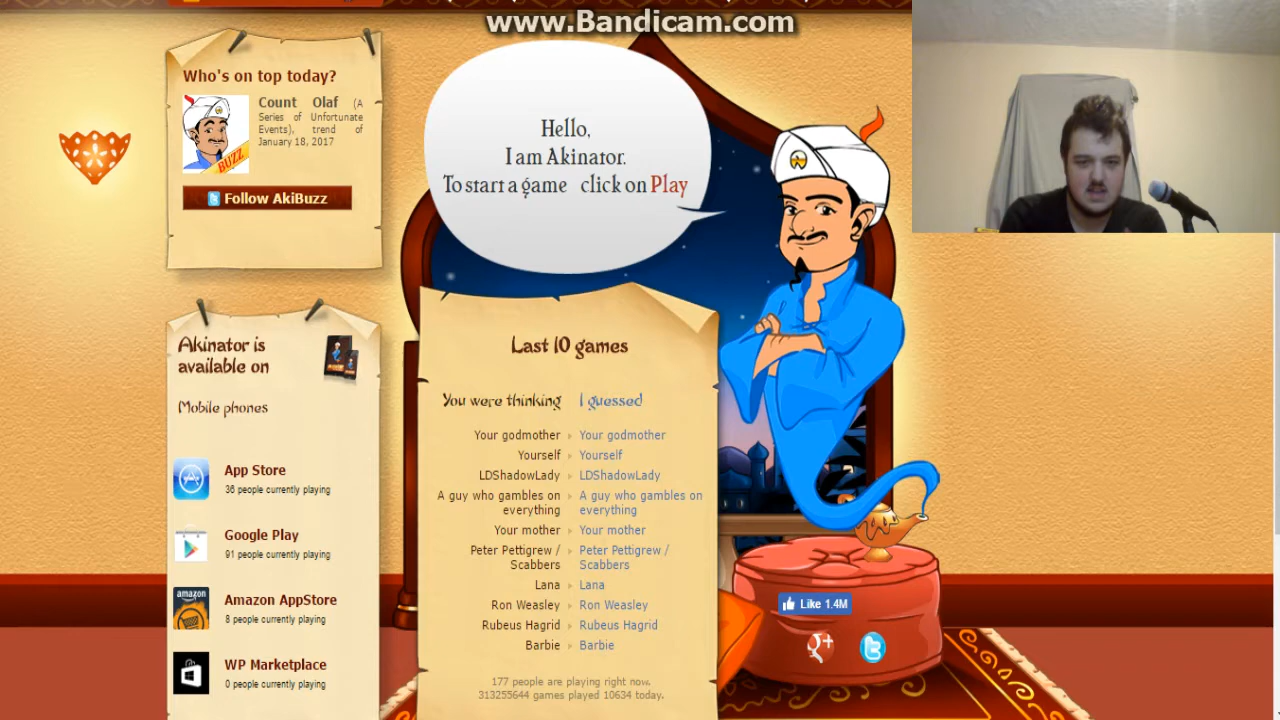 www.Bandicam.com
Who's on top today?
Count Olaf (A
Series of Unfortunate
Events), trend of
January 18, 2017
BUZZ
Follow AkiBuzz
Hello,
I am Akinator.
To start a game click on Play
Akinator is
available on
Mobile phones
App Store
36 people currently playing
Google Play
91 people currently playing
amazon
Amazon AppStore
8 people currently playing
WP Marketplace
0 people currently playing
Last 10 games
You were thinking I guessed
Your godmother Your godmother
Yourself Yourself
LDShadowLady LDShadowLady
A guy who gambles on A guy who gambles on
everything everything
Your mother Your mother
Peter Pettigrew / Peter Pettigrew /
Scabbers Scabbers
Lana Lana
Ron Weasley Ron Weasley
Rubeus Hagrid Rubeus Hagrid
Barbie Barbie
177 people are playing right now.
313255644 games played 10634 today.
Like 1.4M